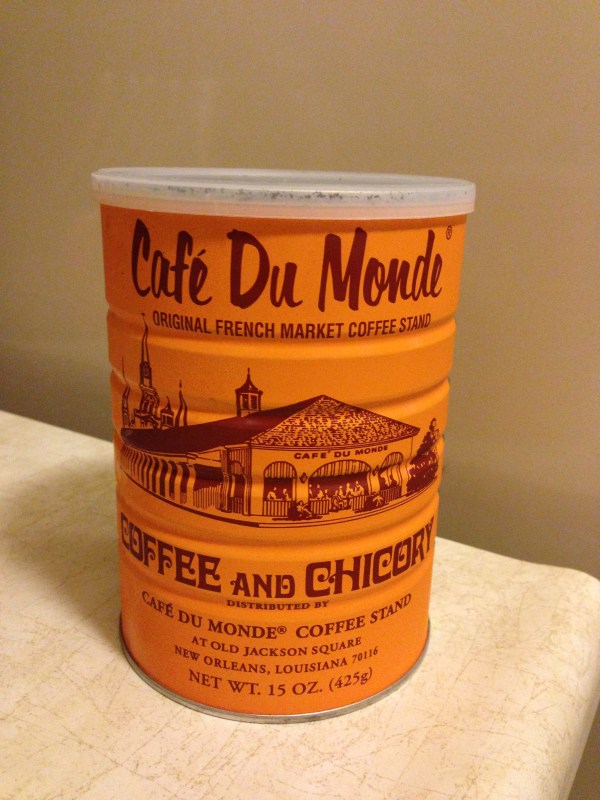 Café Du Monde®
ORIGINAL FRENCH MARKET COFFEE STAND
CAFE DU MONDE
COFFEE AND CHICORY
DISTRIBUTED BY
CAFÉ DU MONDE® COFFEE STAND
AT OLD JACKSON SQUARE
NEW ORLEANS, LOUISIANA 70116
NET WT. 15 OZ. (425g)